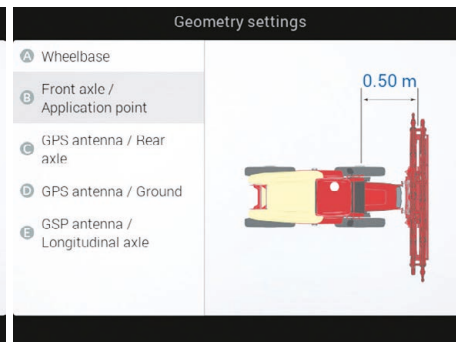 Geometry settings
A Wheelbase
B Front axle /
Application point
C GPS antenna / Rear
axle
D GPS antenna / Ground
E GSP antenna /
Longitudinal axle
0.50 m